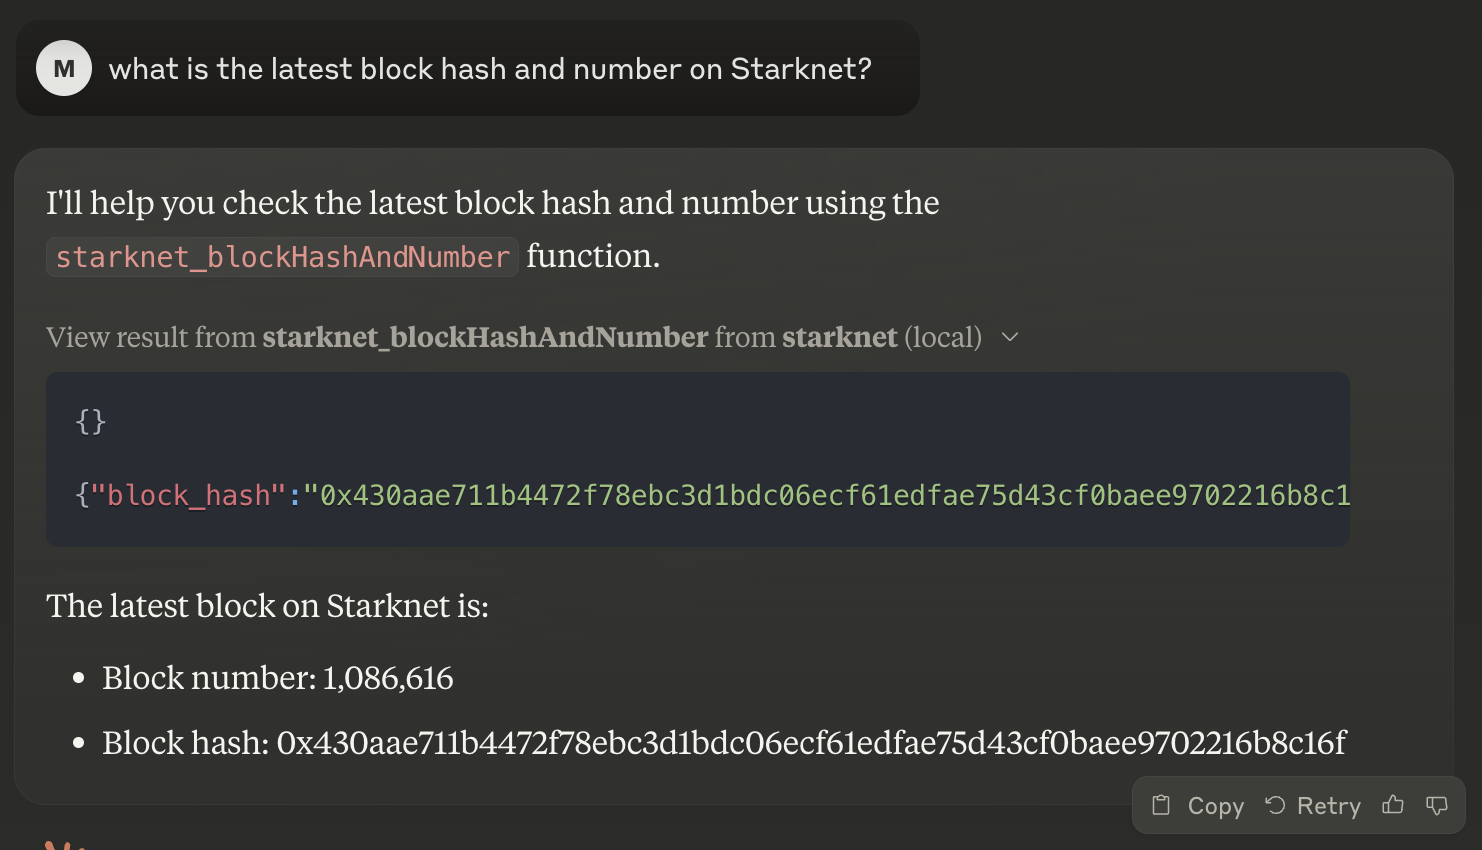 M
what is the latest block hash and number on Starknet?
I'll help you check the latest block hash and number using the
starknet_blockHashAndNumber function.
View result from starknet_blockHashAndNumber from starknet (local)
{}
{"block_hash":"0x430aae711b4472f78ebc3d1bdc06ecf61edfae75d43cf0baee9702216b8c1
The latest block on Starknet is:
• Block number: 1,086,616
• Block hash: 0x430aae711b4472f78ebc3d1bdc06ecf61edfae75d43cf0baee9702216b8c16f
Copy Retry